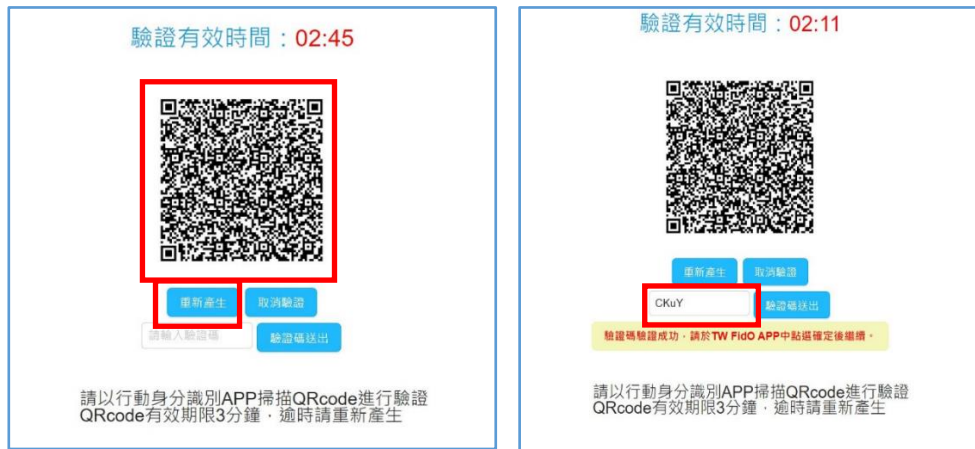 驗證有效時間：02:45
重新產生 取消驗證
請輸入驗證碼 驗證碼送出
請以行動身分識別APP掃描QRcode進行驗證
QRcode有效期限3分鐘，逾時請重新產生
驗證有效時間：02:11
重新產生 取消驗證
CKuY 驗證碼送出
驗證碼驗證成功，請於TW FidO APP中點選確定後繼續。
請以行動身分識別APP掃描QRcode進行驗證
QRcode有效期限3分鐘，逾時請重新產生